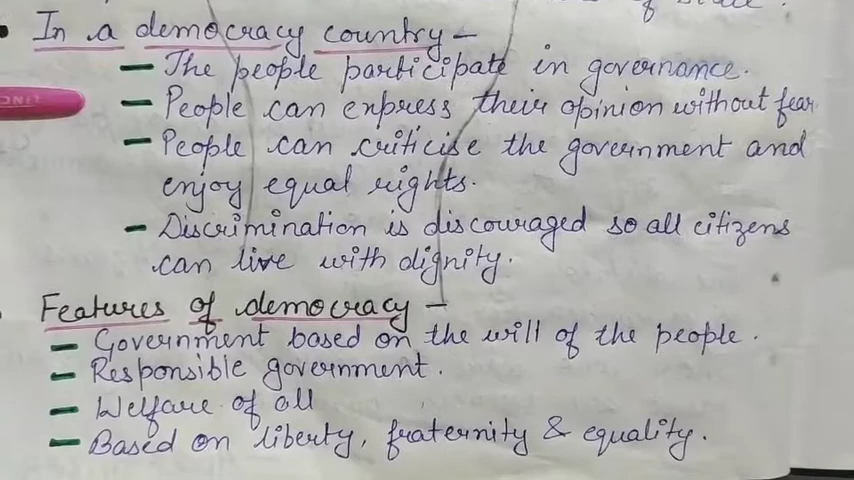 of State.
In a democracy country –
– The people participate in governance.
– People can express their opinion without fear
– People can criticise the government and
enjoy equal rights.
– Discrimination is discouraged so all citizens
can live with dignity.
Features of democracy –
– Government based on the will of the people.
– Responsible government.
– Welfare of all
– Based on liberty, fraternity & equality.